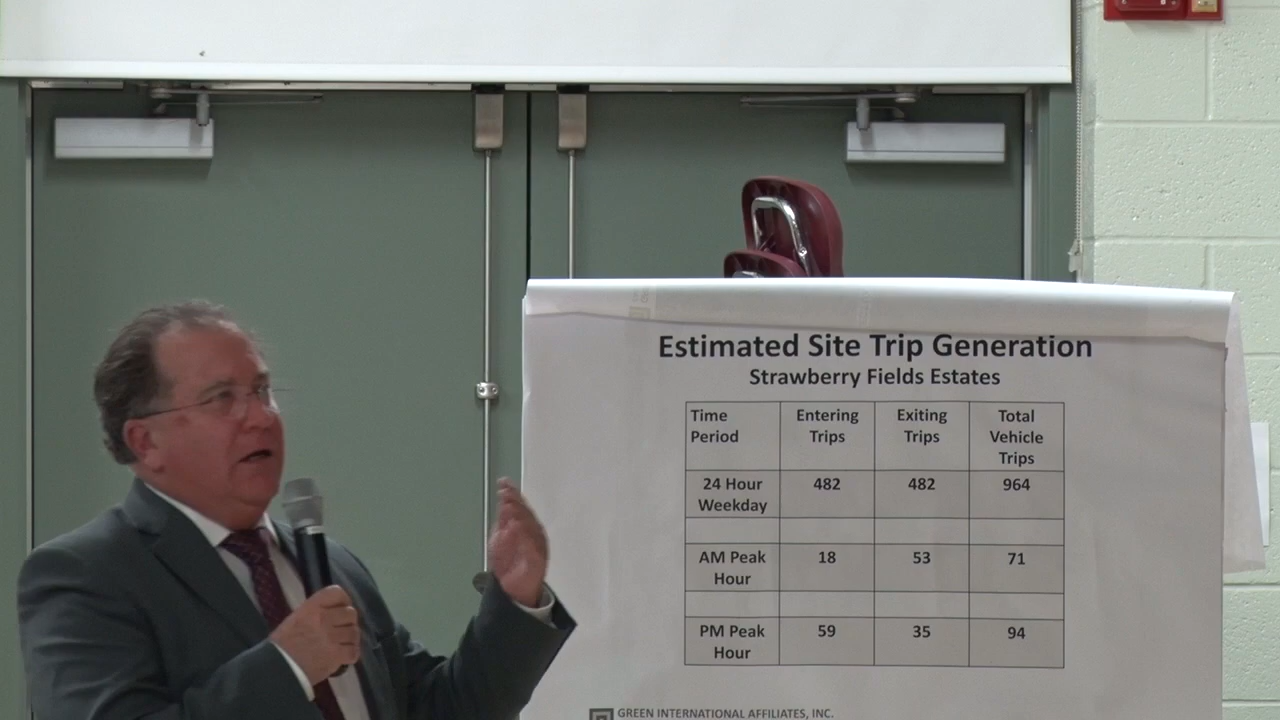 Estimated Site Trip Generation
Strawberry Fields Estates
Time Period Entering Trips Exiting Trips Total Vehicle Trips
24 Hour Weekday 482 482 964
AM Peak Hour 18 53 71
PM Peak Hour 59 35 94
GREEN INTERNATIONAL AFFILIATES, INC.